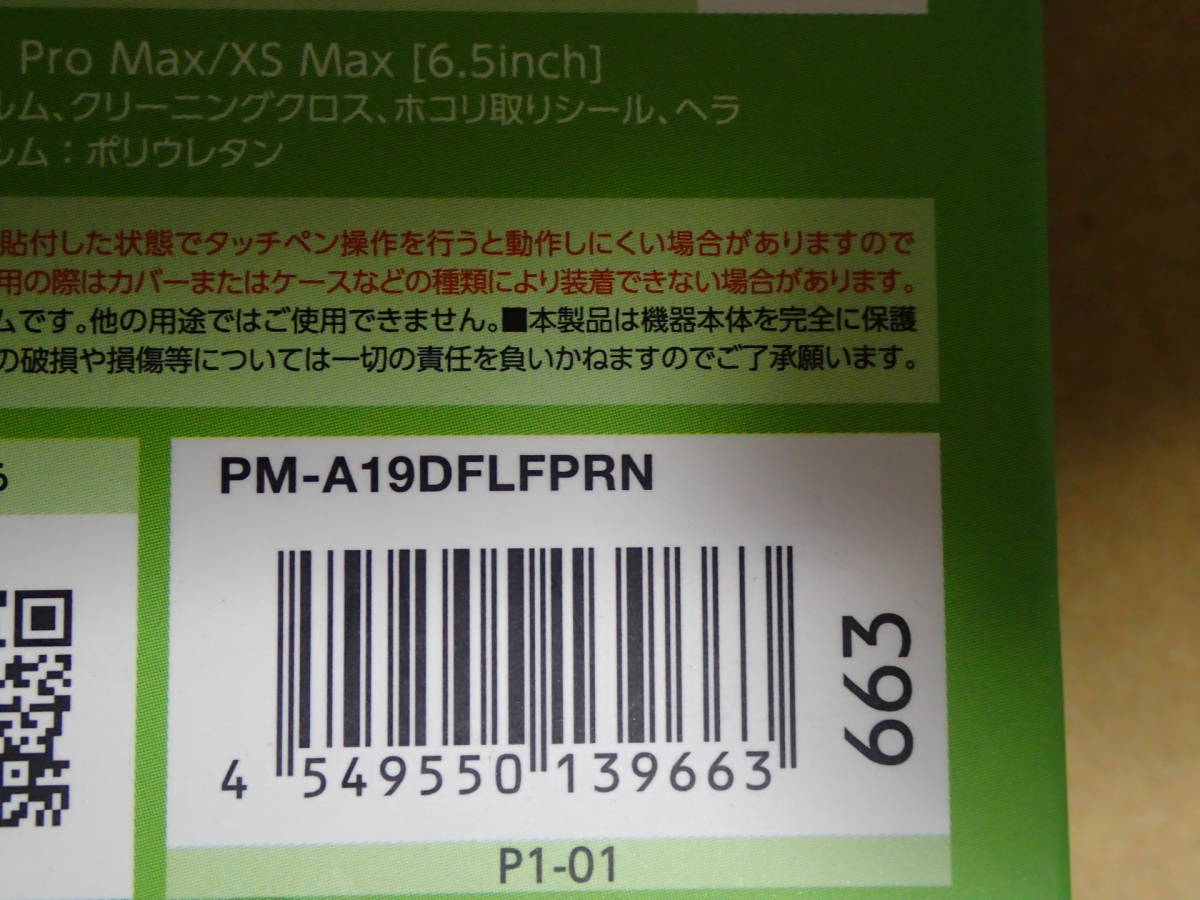 Pro Max/XS Max [6.5inch]
ルム、クリーニングクロス、ホコリ取りシール、ヘラ
ルム：ポリウレタン
貼付した状態でタッチペン操作を行うと動作しにくい場合がありますので
用の際はカバーまたはケースなどの種類により装着できない場合があります。
ムです。他の用途ではご使用できません。■本製品は機器本体を完全に保護
の破損や損傷等については一切の責任を負いかねますのでご了承願います。
6
PM-A19DFLFPRN
4 549550 139663
663
P1-01